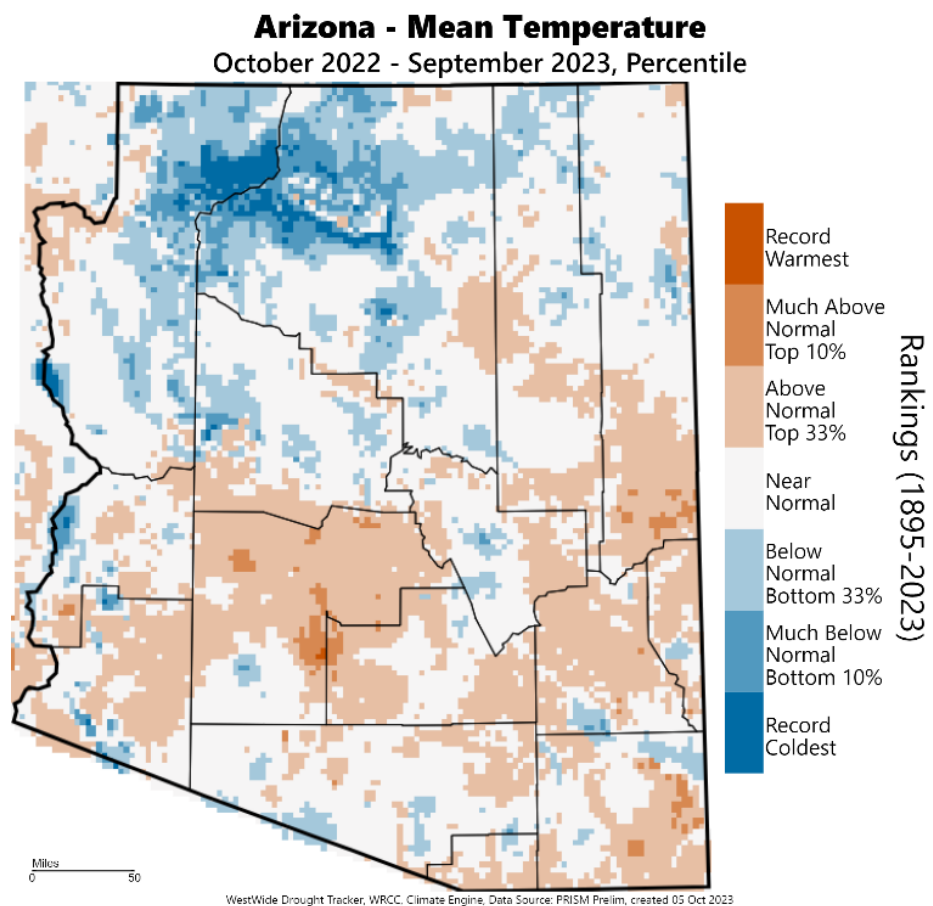 Arizona - Mean Temperature
October 2022 - September 2023, Percentile
Record
Warmest
Much Above
Normal
Top 10%
Above
Normal
Top 33%
Near
Normal
Below
Normal
Bottom 33%
Much Below
Normal
Bottom 10%
Record
Coldest
Rankings (1895-2023)
Miles
0 50
WestWide Drought Tracker, WRCC, Climate Engine, Data Source: PRISM Prelim, created 05 Oct 2023